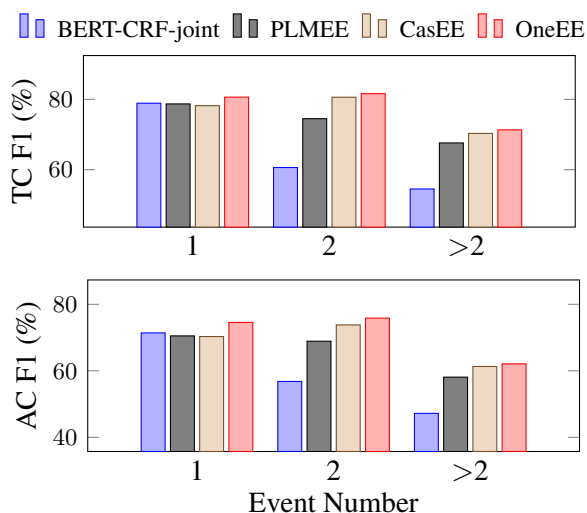 BERT-CRF-joint PLMEE CasEE OneEE
TC F1 (%)
80
60
1 2 >2
AC F1 (%)
80
60
40
1 2 >2
Event Number